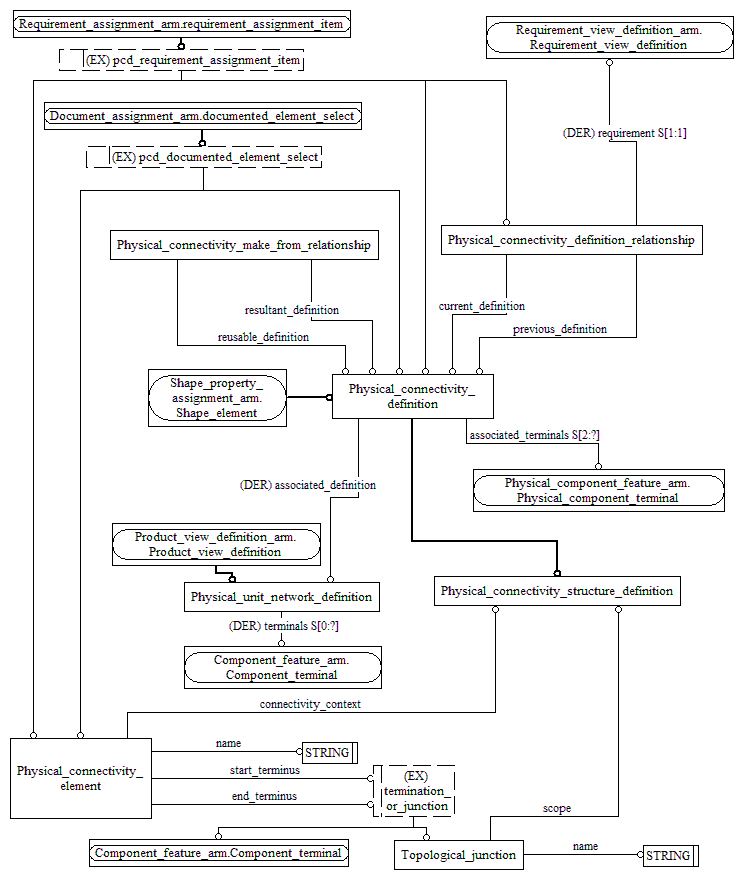 Requirement_assignment_arm.requirement_assignment_item
(EX) pcd_requirement_assignment_item
Requirement_view_definition_arm.
Requirement_view_definition
Document_assignment_arm.documented_element_select
(EX) pcd_documented_element_select
(DER) requirement S[1:1]
Physical_connectivity_make_from_relationship
Physical_connectivity_definition_relationship
resultant_definition
reusable_definition
current_definition
previous_definition
Shape_property_
assignment_arm.
Shape_element
Physical_connectivity_
definition
associated_terminals S[2:?]
Physical_component_feature_arm.
Physical_component_terminal
(DER) associated_definition
Product_view_definition_arm.
Product_view_definition
Physical_unit_network_definition
Physical_connectivity_structure_definition
(DER) terminals S[0:?]
Component_feature_arm.
Component_terminal
connectivity_context
Physical_connectivity_
element
name
STRING
start_terminus
end_terminus
(EX)
termination_
or_junction
scope
Component_feature_arm.Component_terminal
Topological_junction
name
STRING